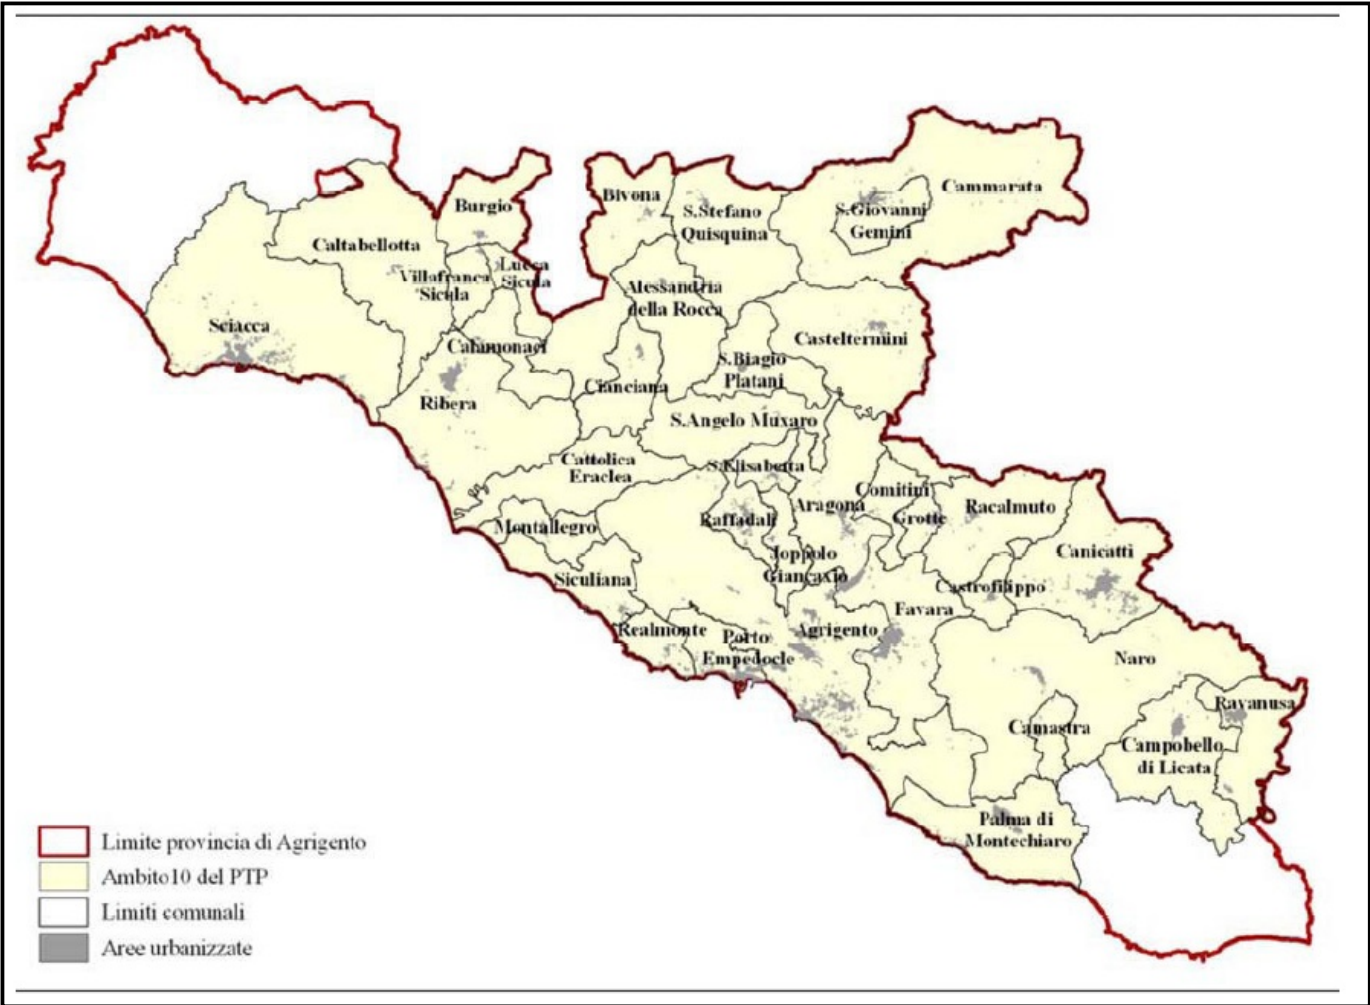 Cammarata
Bivona
Burgio
S.Stefano
Quisquina
S.Giovanni
Gemini
Caltabellotta
Lucca
Sicula
Villafranca
Sicula
Alessandria
della Rocca
Sciacca
Casteltermini
Calamonaci
S.Biagio
Platani
Cianciana
Ribera
S.Angelo Muxaro
Cattolica
Eraclea
S.Elisabetta
Comitini
Aragona
Racalmuto
Grotte
Raffadali
Montallegro
Canicatti
Joppolo
Giancaxio
Siculiana
Castrofilippo
Favara
Realmonte
Porto
Empedocle
Agrigento
Naro
Ravanusa
Camastra
Campobello
di Licata
Palma di
Montechiaro
Limite provincia di Agrigento
Ambito10 del PTP
Limiti comunali
Aree urbanizzate